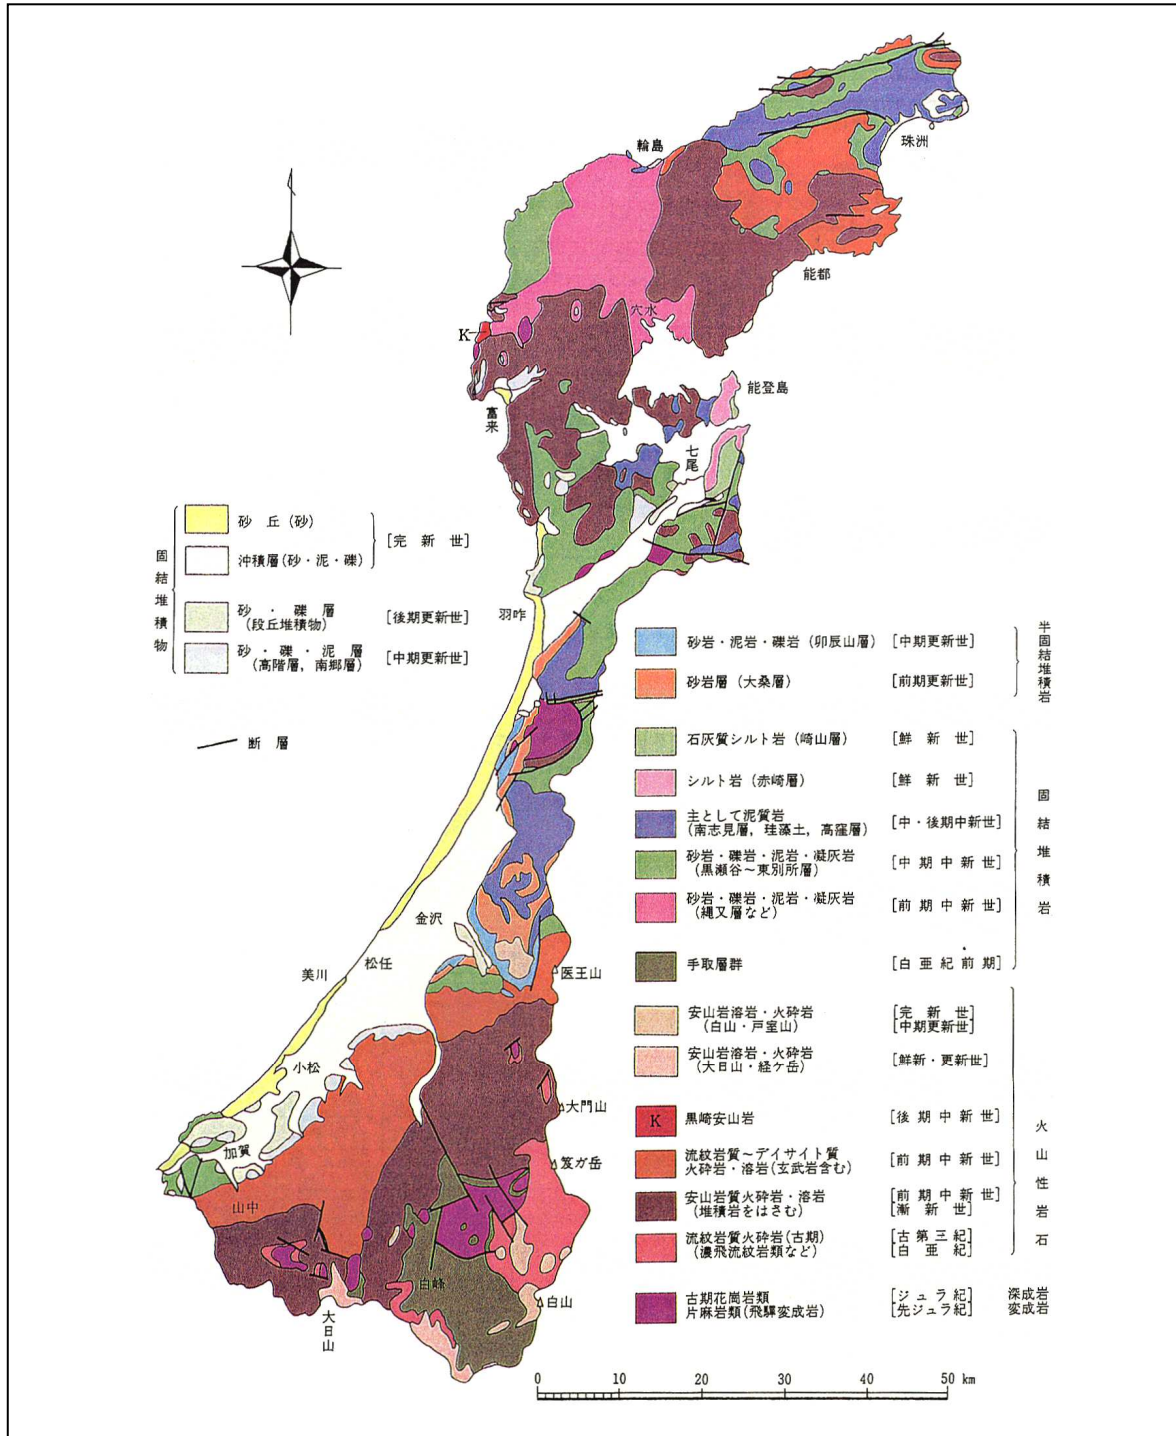 輪島
珠洲
能都
穴水
K
能登島
富来
七尾
羽咋
金沢
松任
美川
医王山
小松
大門山
加賀
笈ガ岳
山中
白峰
白山
大日山
固結堆積物
砂 丘 (砂)
沖積層(砂・泥・礫)
[完 新 世]
砂 ・ 礫 層
(段丘堆積物)
[後期更新世]
砂 ・ 礫 ・ 泥 層
(高階層, 南郷層)
[中期更新世]
断 層
砂岩・泥岩・礫岩 (卯辰山層)
[中期更新世]
砂岩層 (大桑層)
[前期更新世]
半固結堆積岩
石灰質シルト岩 (崎山層)
[鮮 新 世]
シルト岩 (赤崎層)
[鮮 新 世]
主として泥質岩
(南志見層, 珪藻土, 高窪層)
[中・後期中新世]
砂岩・礫岩・泥岩・凝灰岩
(黒瀬谷~東別所層)
[中 期 中 新 世]
砂岩・礫岩・泥岩・凝灰岩
(縄又層など)
[前 期 中 新 世]
手取層群
[白 亜 紀 前 期]
固結堆積岩
安山岩溶岩・火砕岩
(白山・戸室山)
[完 新 世]
[中期更新世]
安山岩溶岩・火砕岩
(大日山・経ケ岳)
[鮮新・更新世]
K
黒崎安山岩
[後 期 中 新 世]
流紋岩質~デイサイト質
火砕岩・溶岩(玄武岩含む)
[前 期 中 新 世]
安山岩質火砕岩・溶岩
(堆積岩をはさむ)
[前 期 中 新 世]
[漸 新 世]
流紋岩質火砕岩(古期)
(濃飛流紋岩類など)
[古 第 三 紀]
[白 亜 紀]
火山性岩石
古期花崗岩類
片麻岩類(飛騨変成岩)
[ジ ュ ラ 紀]
[先ジュラ紀]
深成岩
変成岩
0 10 20 30 40 50 km